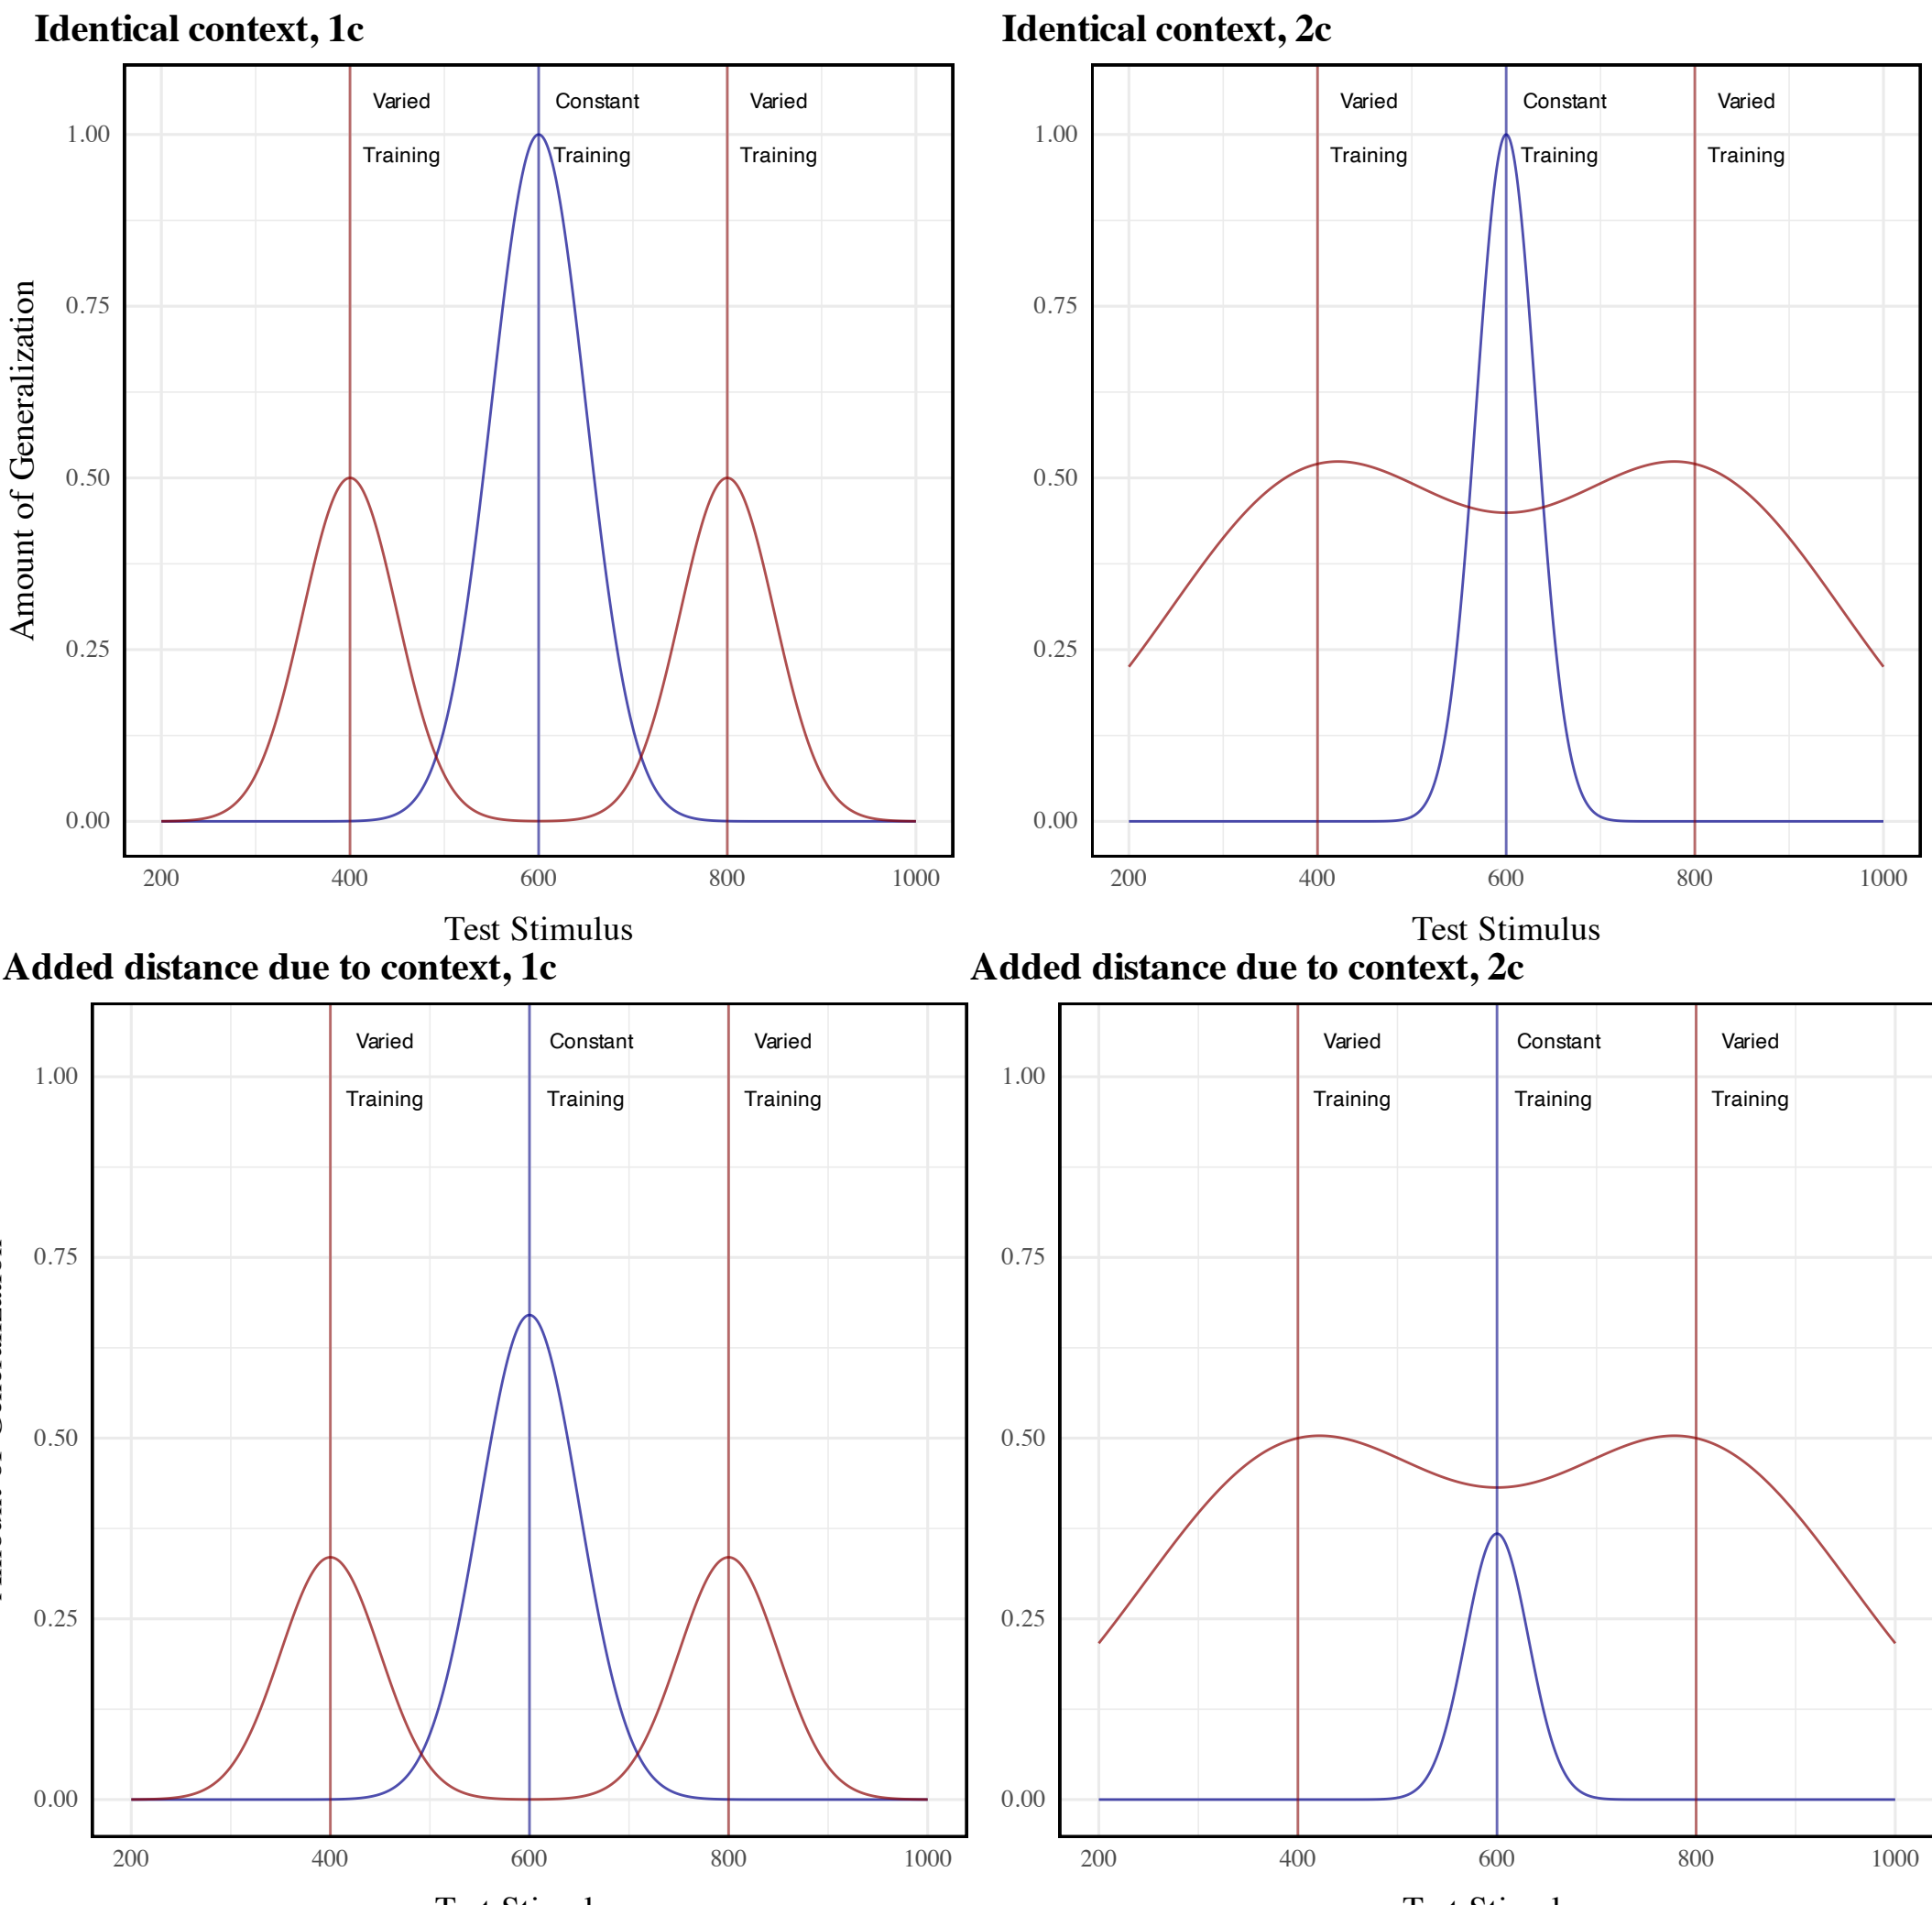 Identical context, 1c
Identical context, 2c
Varied Constant Varied
Training Training Training
Varied Constant Varied
Training Training Training
Amount of Generalization
1.00
0.75
0.50
0.25
0.00
1.00
0.75
0.50
0.25
0.00
200 400 600 800 1000
200 400 600 800 1000
Test Stimulus
Test Stimulus
Added distance due to context, 1c
Added distance due to context, 2c
Varied Constant Varied
Training Training Training
Varied Constant Varied
Training Training Training
1.00
0.75
0.50
0.25
0.00
1.00
0.75
0.50
0.25
0.00
200 400 600 800 1000
200 400 600 800 1000